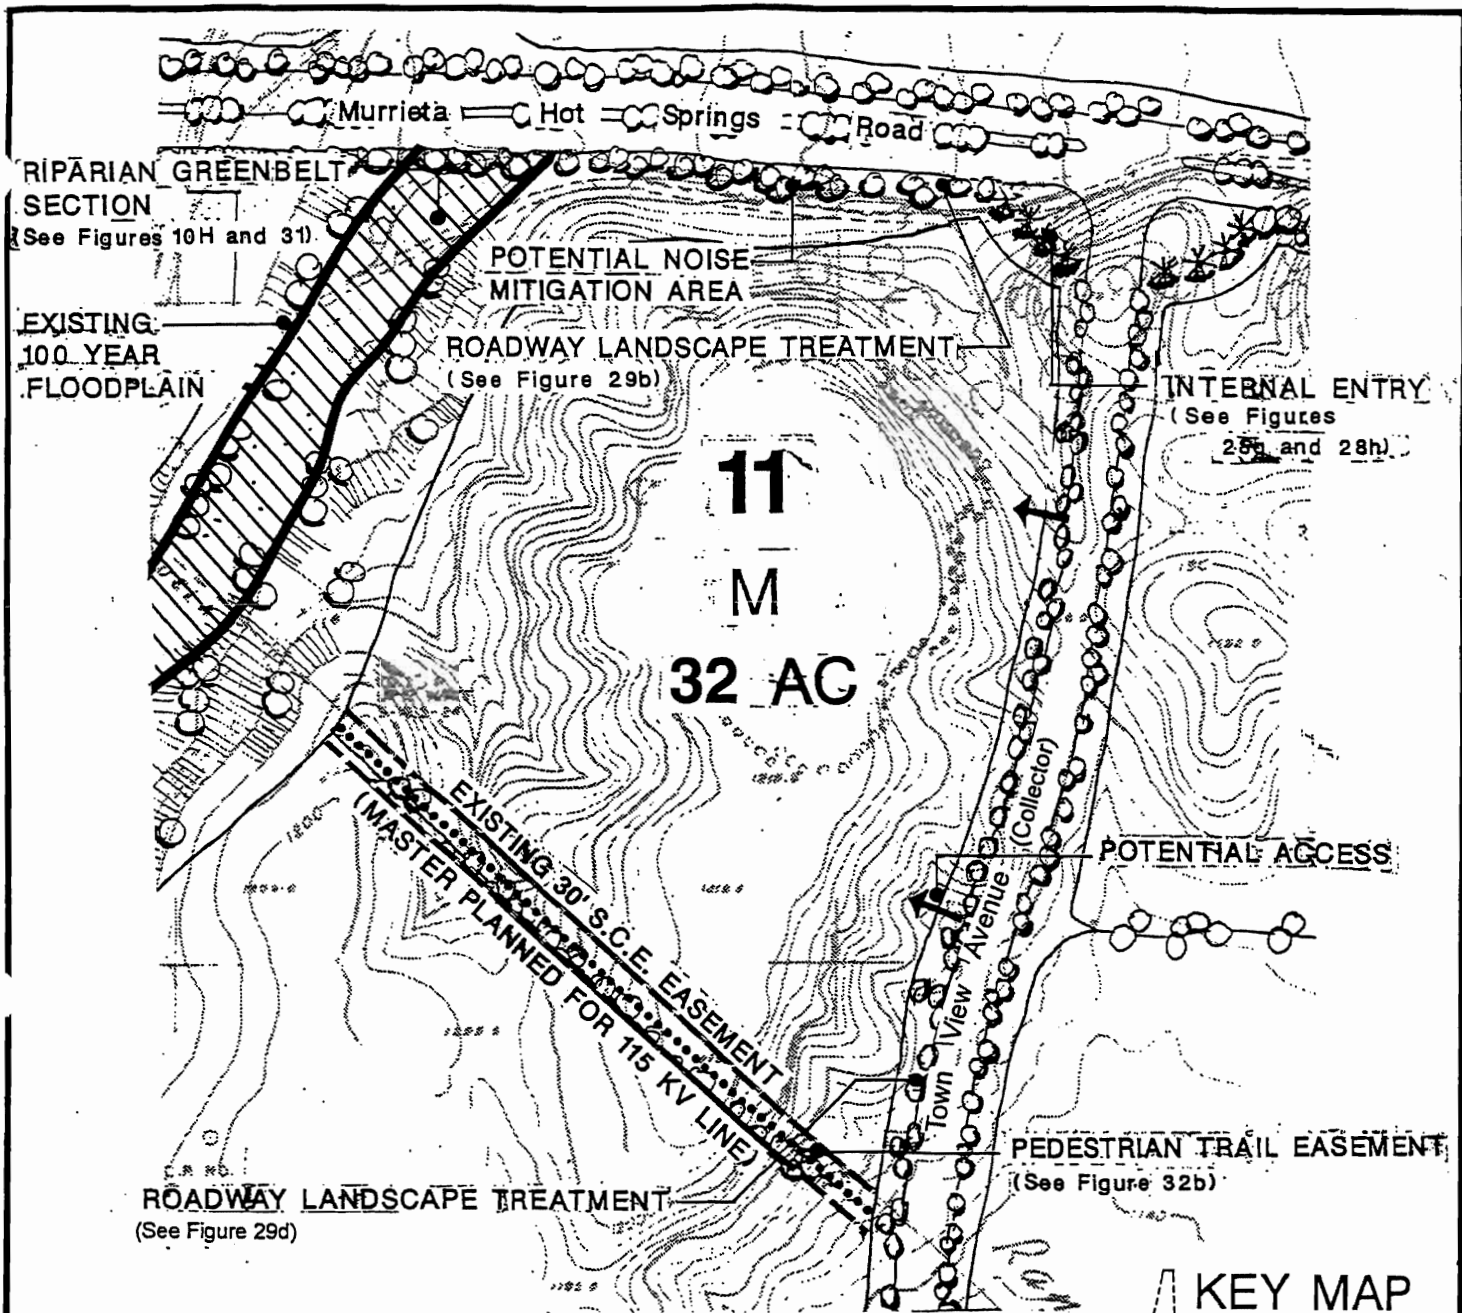 Murrieta Hot Springs Road
RIPARIAN GREENBELT
SECTION
(See Figures 10H and 31)
POTENTIAL NOISE
MITIGATION AREA
EXISTING
100 YEAR
FLOODPLAIN
ROADWAY LANDSCAPE TREATMENT
(See Figure 29b)
INTERNAL ENTRY
(See Figures
and 28h)
11
M
32 AC
EXISTING 30' S.C.E. EASEMENT
(MASTER PLANNED FOR 115 KV LINE)
1200
Town View Avenue (Collector)
POTENTIAL ACCESS
PEDESTRIAN TRAIL EASEMENT
(See Figure 32b)
ROADWAY LANDSCAPE TREATMENT
(See Figure 29d)
KEY MAP